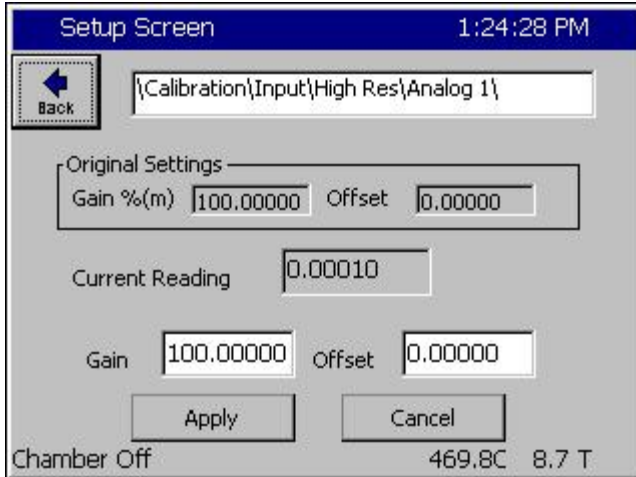 Setup Screen 1:24:28 PM
Back
\Calibration\Input\High Res\Analog 1\
Original Settings
Gain %(m) 100.00000 Offset 0.00000
Current Reading 0.00010
Gain 100.00000 Offset 0.00000
Apply Cancel
Chamber Off 469.8C 8.7 T